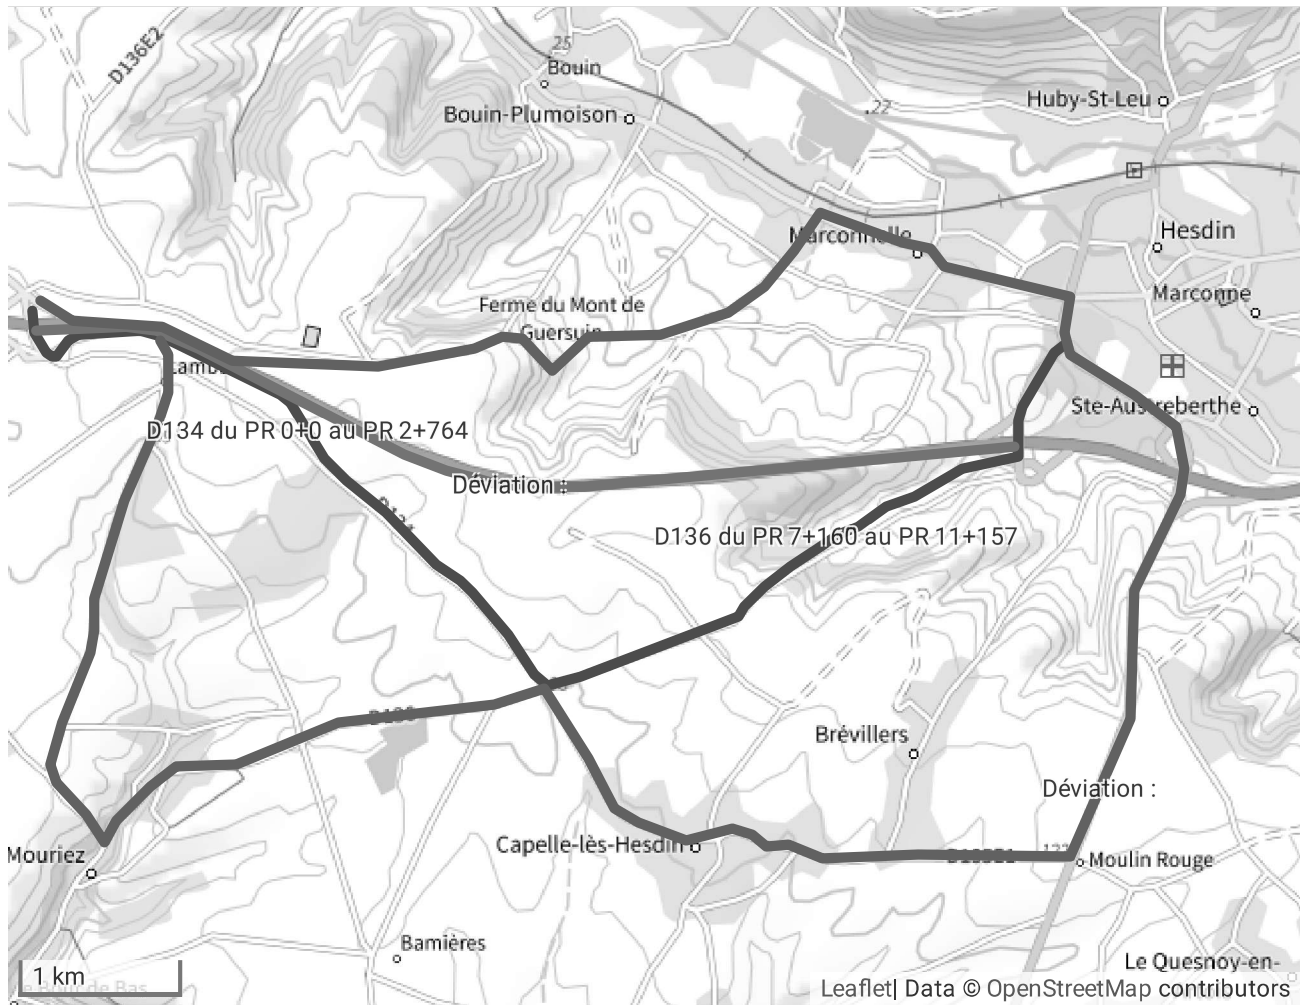 D136E2
25
Bouin
Bouin-Plumoison
Huby-St-Leu
22
Hesdin
Marconnelle
Marconne
Ferme du Mont de
Guersuin
Ste-Austreberthe
D134 du PR 0+0 au PR 2+764
Déviation :
D136 du PR 7+160 au PR 11+157
Brévillers
Déviation :
Capelle-lès-Hesdin
Mouriez
Moulin Rouge
Bamières
Le Quesnoy-en-
1 km
Leaflet | Data © OpenStreetMap contributors